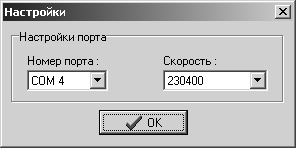 Настройки
Настройки порта
Номер порта : Скорость :
COM 4 230400
OK